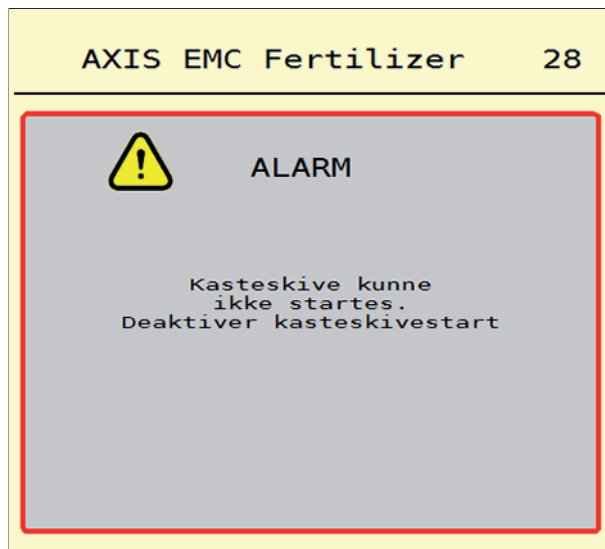 AXIS EMC Fertilizer 28
ALARM
Kasteskive kunne
ikke startes.
Deaktiver kasteskivestart